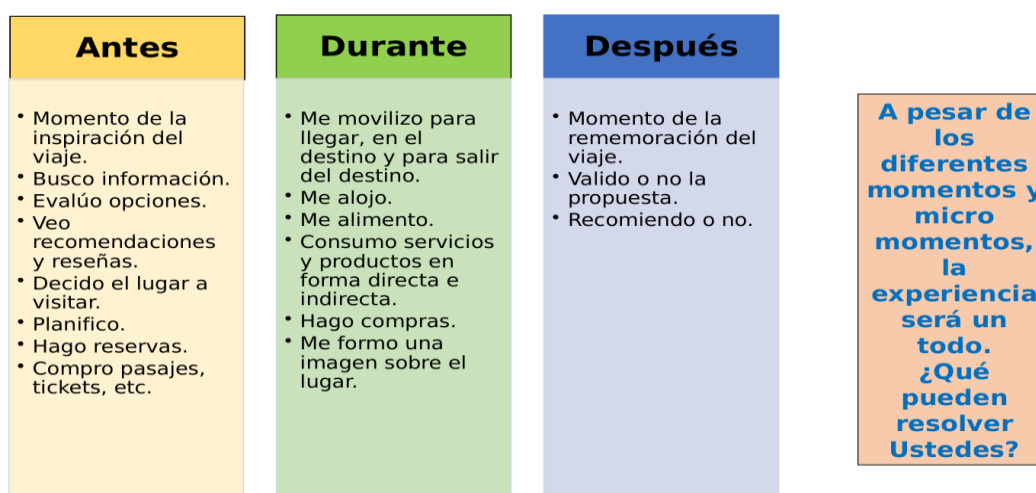 Antes
• Momento de la
inspiración del
viaje.
• Busco información.
• Evalúo opciones.
• Veo
recomendaciones
y reseñas.
• Decido el lugar a
visitar.
• Planifico.
• Hago reservas.
• Compro pasajes,
tickets, etc.
Durante
• Me movilizo para
llegar, en el
destino y para salir
del destino.
• Me alojo.
• Me alimento.
• Consumo servicios
y productos en
forma directa e
indirecta.
• Hago compras.
• Me formo una
imagen sobre el
lugar.
Después
• Momento de la
rememoración del
viaje.
• Valido o no la
propuesta.
• Recomiendo o no.
A pesar de
los
diferentes
momentos y
micro
momentos,
la
experiencia
será un
todo.
¿Qué
pueden
resolver
Ustedes?